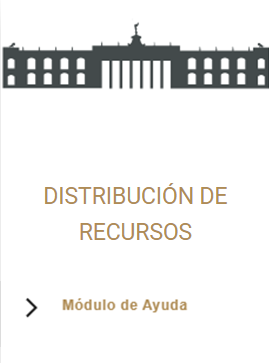 DISTRIBUCIÓN DE
RECURSOS
Módulo de Ayuda